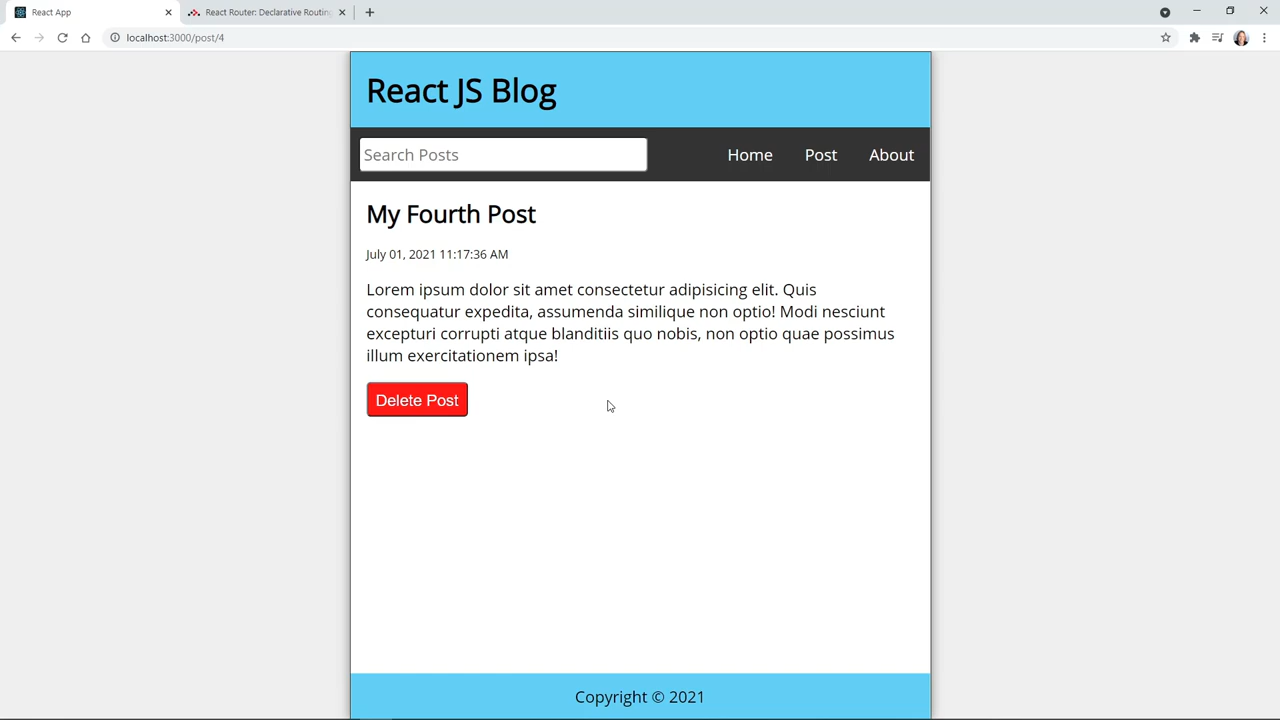 React App
React Router: Declarative Routing
localhost:3000/post/4
React JS Blog
Search Posts
Home
Post
About
My Fourth Post
July 01, 2021 11:17:36 AM
Lorem ipsum dolor sit amet consectetur adipisicing elit. Quis
consequatur expedita, assumenda similique non optio! Modi nesciunt
excepturi corrupti atque blanditiis quo nobis, non optio quae possimus
illum exercitationem ipsa!
Delete Post
Copyright © 2021